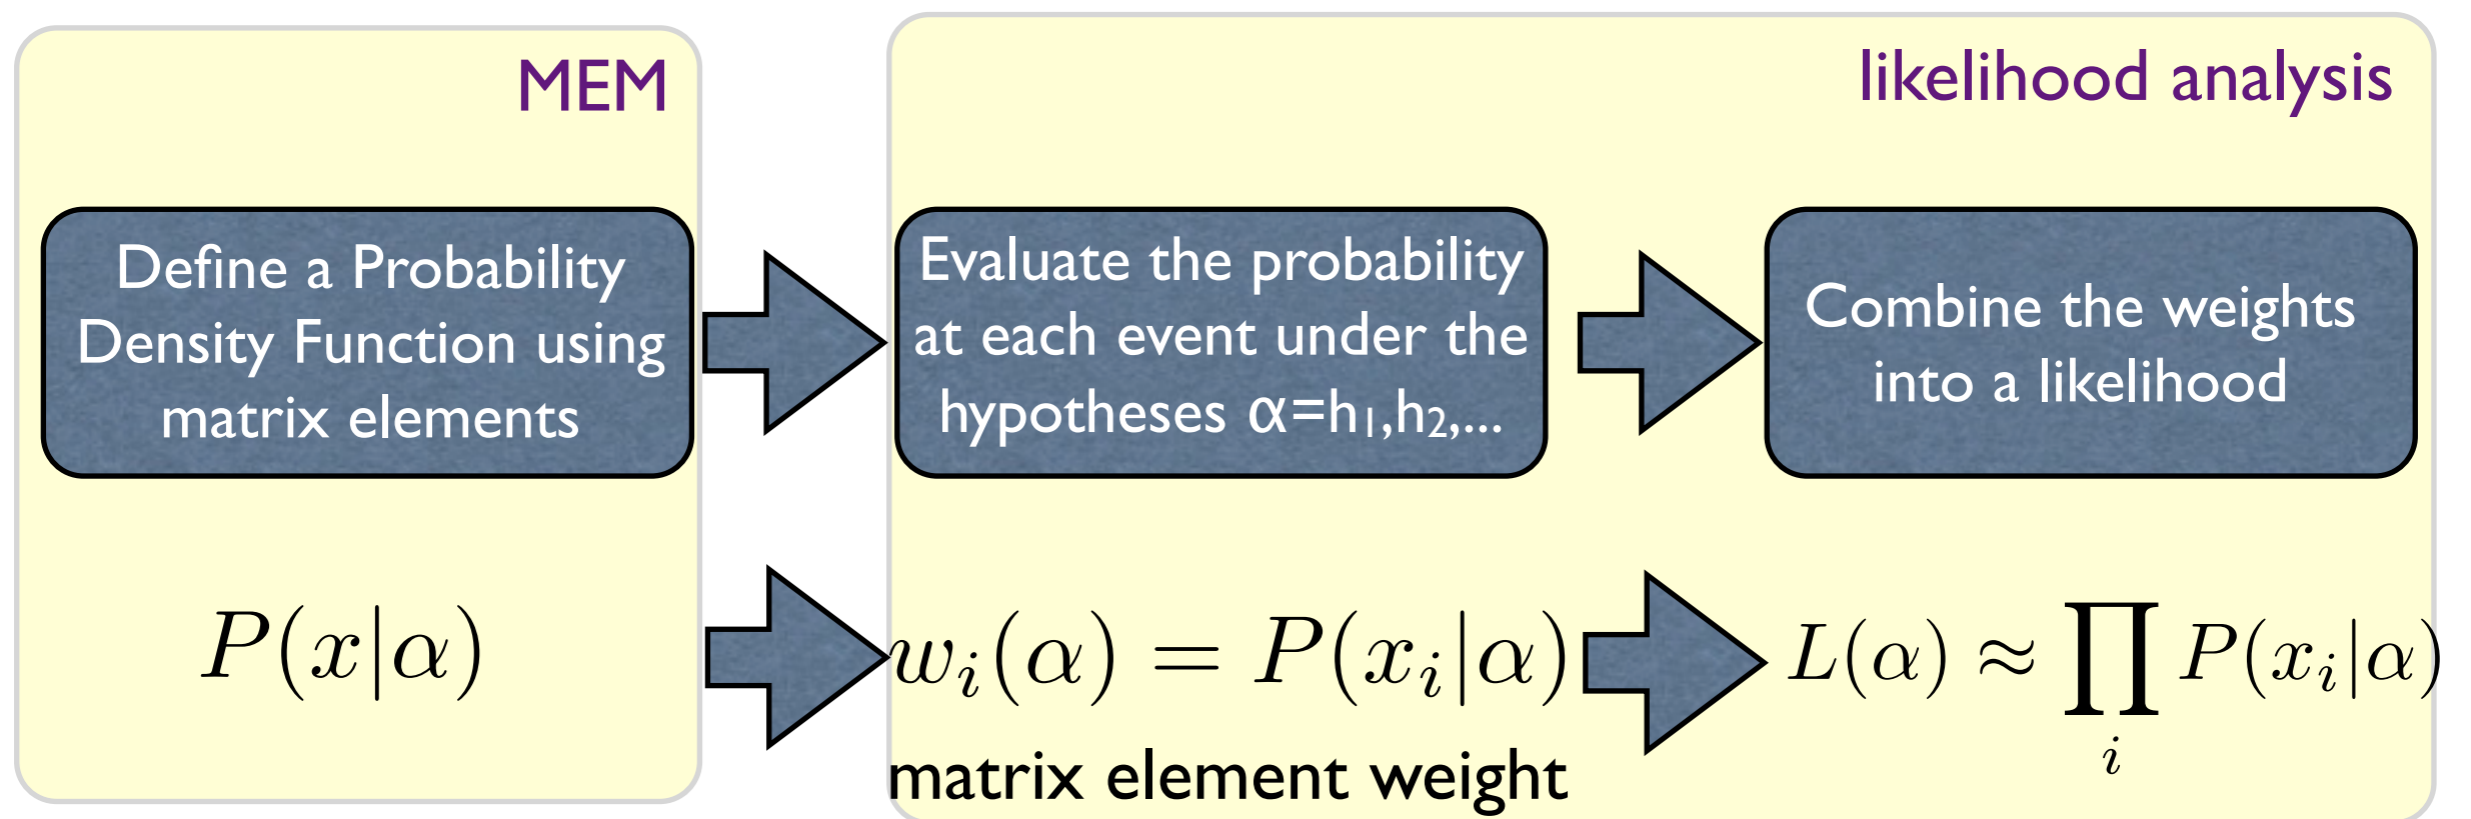 MEM
likelihood analysis
Define a Probability
Density Function using
matrix elements
Evaluate the probability
at each event under the
hypotheses α=h₁,h₂,...
Combine the weights
into a likelihood
P(x|α)
wᵢ(α) = P(xᵢ|α)
matrix element weight
L(α) ≈ ∏ P(xᵢ|α)
i